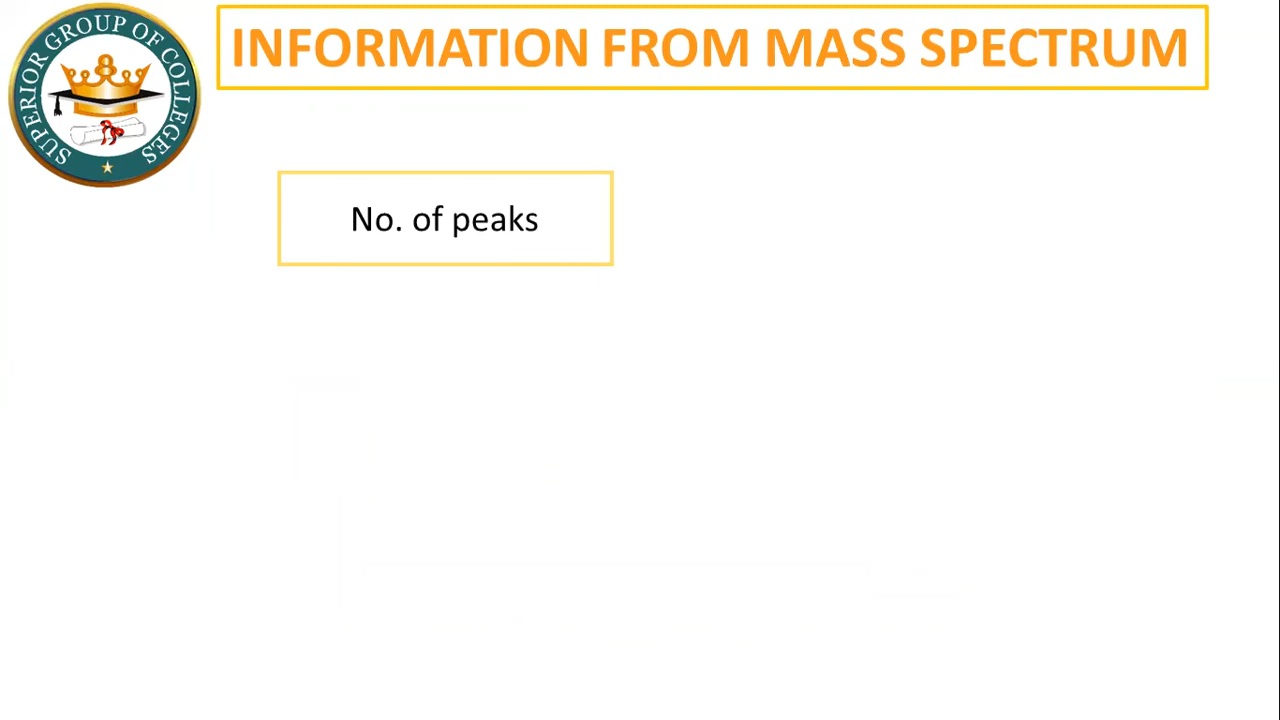 SUPERIOR GROUP OF COLLEGES
INFORMATION FROM MASS SPECTRUM
No. of peaks